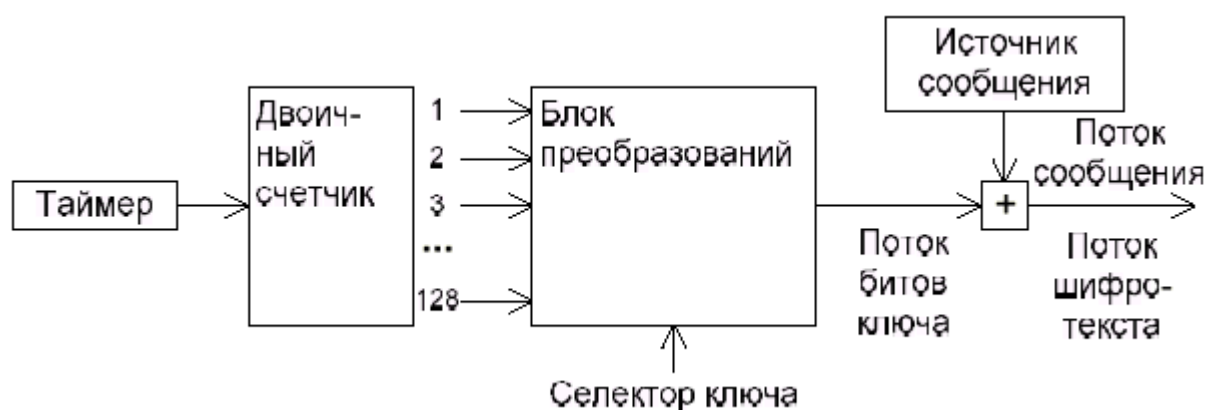 Источник
сообщения
Двоич-
ный
счетчик
1
2
3
...
128
Блок
преобразований
Поток
сообщения
Таймер
+
Поток
битов
ключа
Поток
шифро-
текста
Селектор ключа